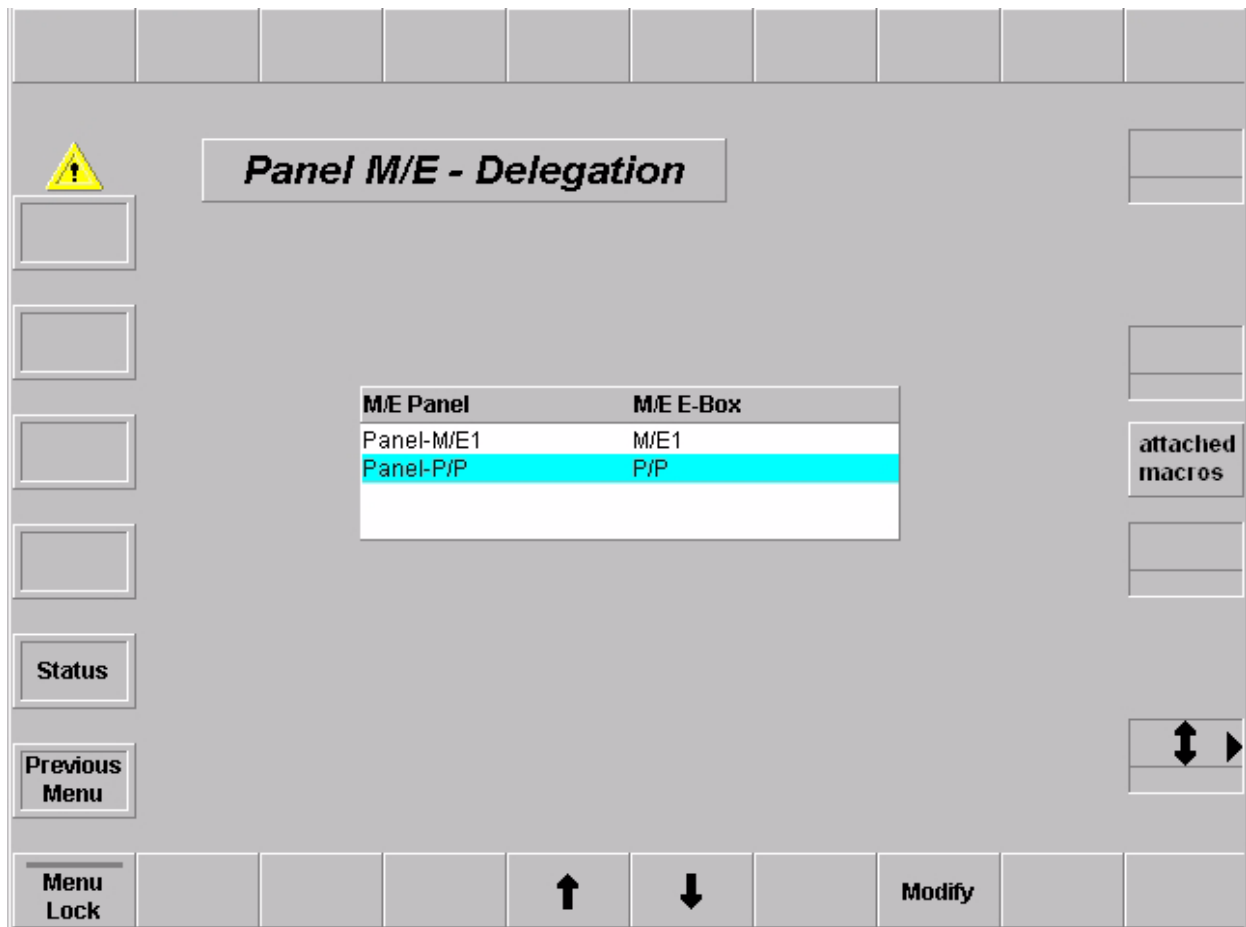 Panel M/E - Delegation
M/E Panel M/E E-Box
Panel-M/E1 M/E1
Panel-P/P P/P
attached
macros
Status
Previous
Menu
Menu
Lock
Modify